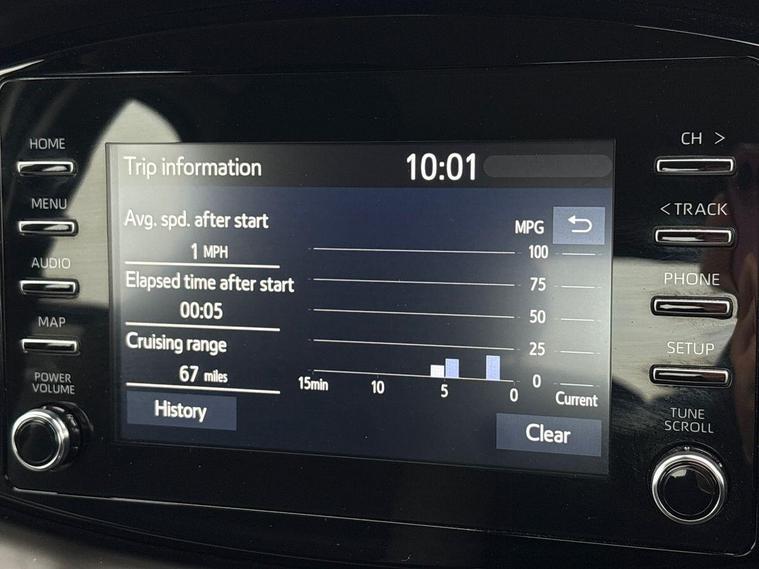 HOME
MENU
AUDIO
MAP
POWER
VOLUME
Trip information
10:01
Avg. spd. after start
1 MPH
Elapsed time after start
00:05
Cruising range
67 miles
History
MPG
100
75
50
25
0
15min
10
5
0
Current
Clear
CH >
< TRACK
PHONE
SETUP
TUNE
SCROLL